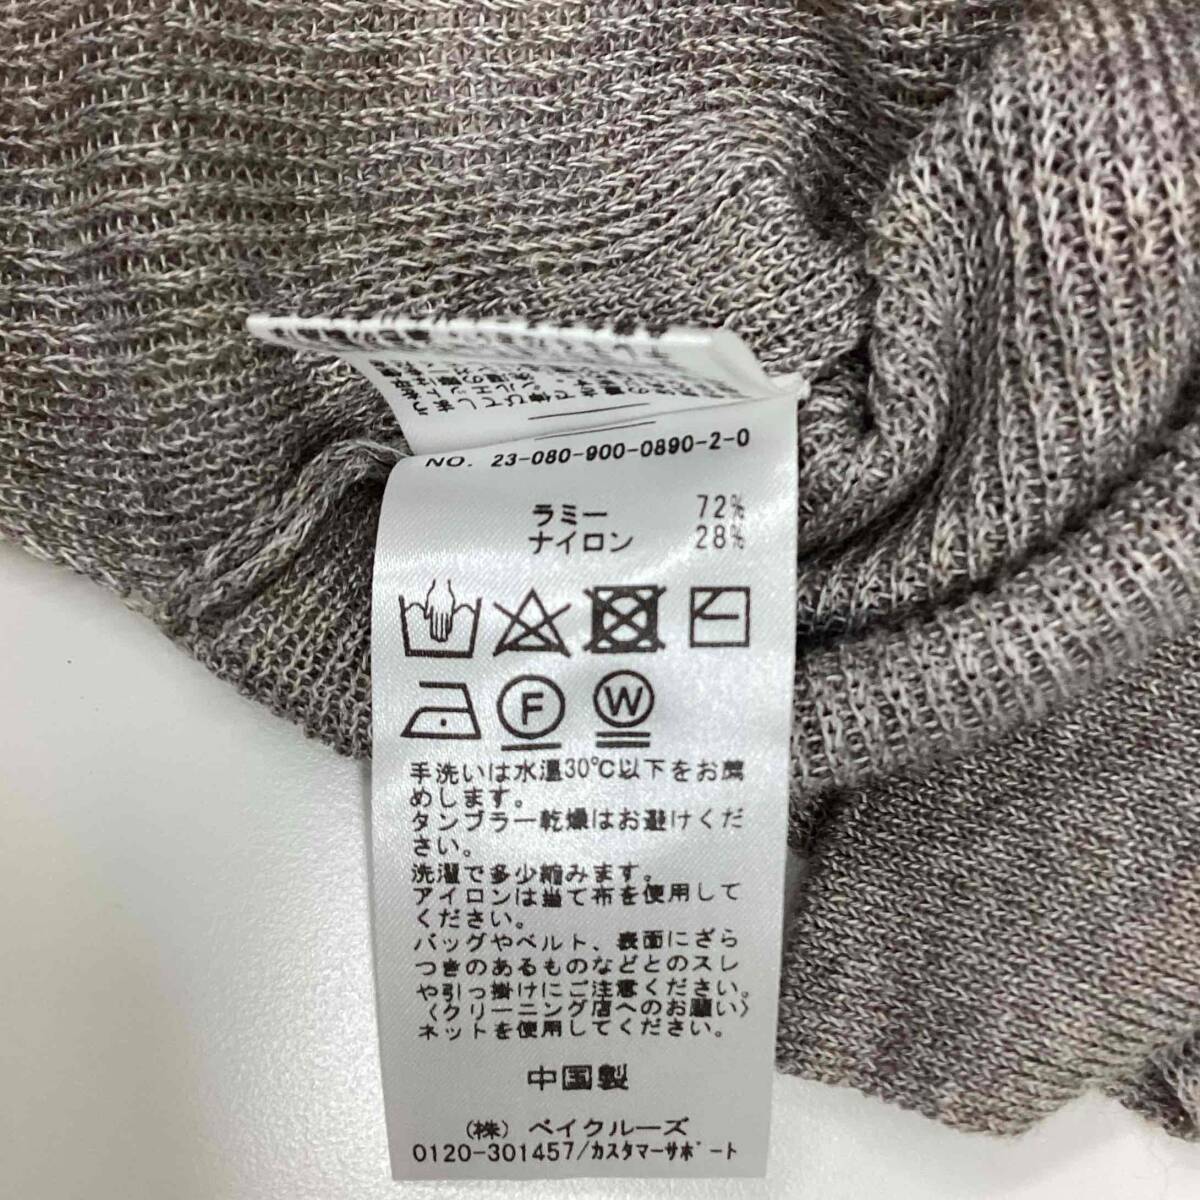 NO. 23-080-900-0890-2-0
ラミー 72%
ナイロン 28%
F W
手洗いは水温30℃以下をお薦
めします。
タンブラー乾燥はお避けくだ
さい。
洗濯で多少縮みます。
アイロンは当て布を使用して
ください。
バッグやベルト、表面にざら
つきのあるものなどとのスレ
や引っ掛けにご注意ください。
〈クリーニング店へのお願い〉
ネットを使用してください。
中国製
(株) ベイクルーズ
0120-301457/カスタマーサポート